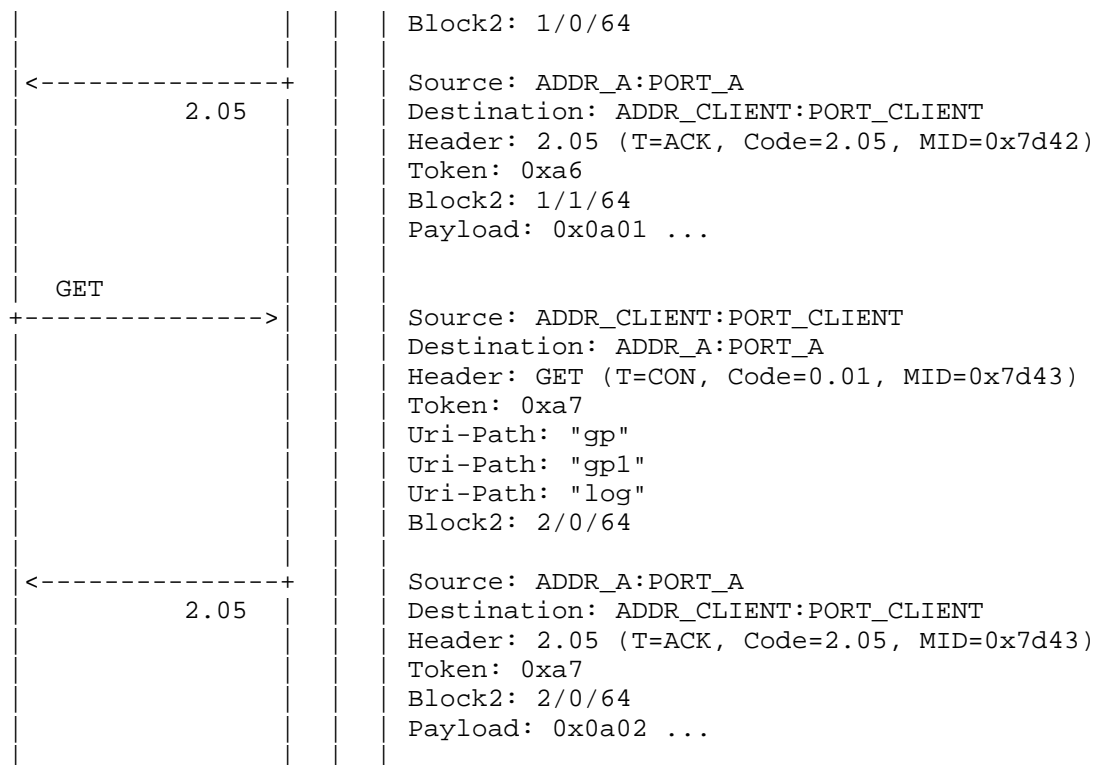 Block2: 1/0/64
Source: ADDR_A:PORT_A
2.05 Destination: ADDR_CLIENT:PORT_CLIENT
Header: 2.05 (T=ACK, Code=2.05, MID=0x7d42)
Token: 0xa6
Block2: 1/1/64
Payload: 0x0a01 ...
GET
Source: ADDR_CLIENT:PORT_CLIENT
Destination: ADDR_A:PORT_A
Header: GET (T=CON, Code=0.01, MID=0x7d43)
Token: 0xa7
Uri-Path: "gp"
Uri-Path: "gp1"
Uri-Path: "log"
Block2: 2/0/64
Source: ADDR_A:PORT_A
2.05 Destination: ADDR_CLIENT:PORT_CLIENT
Header: 2.05 (T=ACK, Code=2.05, MID=0x7d43)
Token: 0xa7
Block2: 2/0/64
Payload: 0x0a02 ...